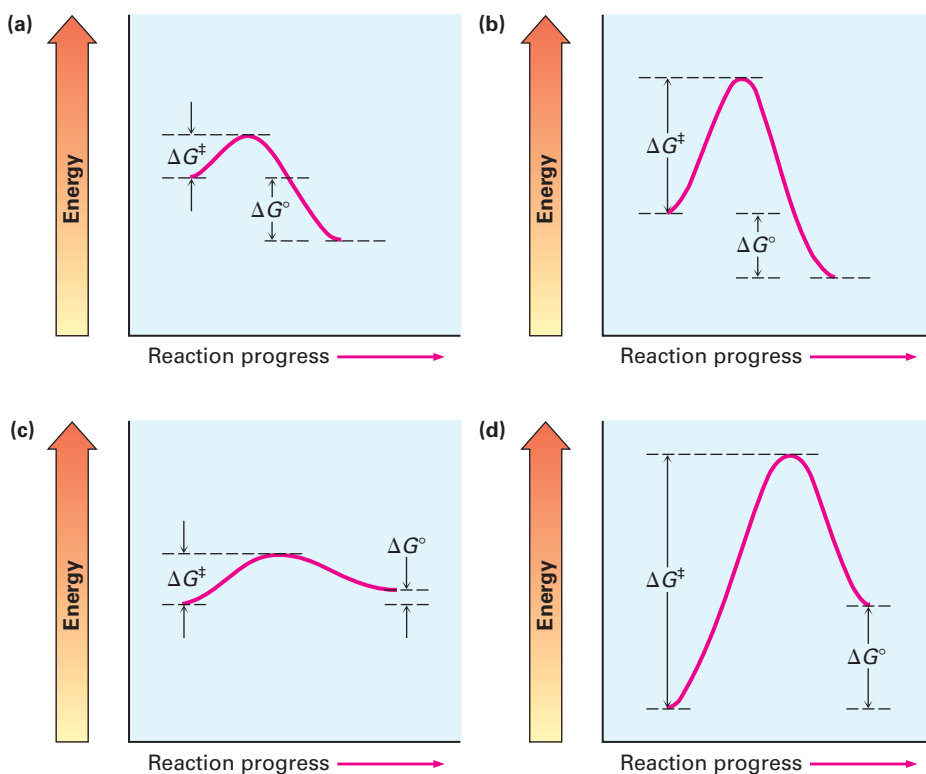 (a)
Energy
ΔG‡
ΔG°
Reaction progress
(b)
Energy
ΔG‡
ΔG°
Reaction progress
(c)
Energy
ΔG‡
ΔG°
Reaction progress
(d)
Energy
ΔG‡
ΔG°
Reaction progress